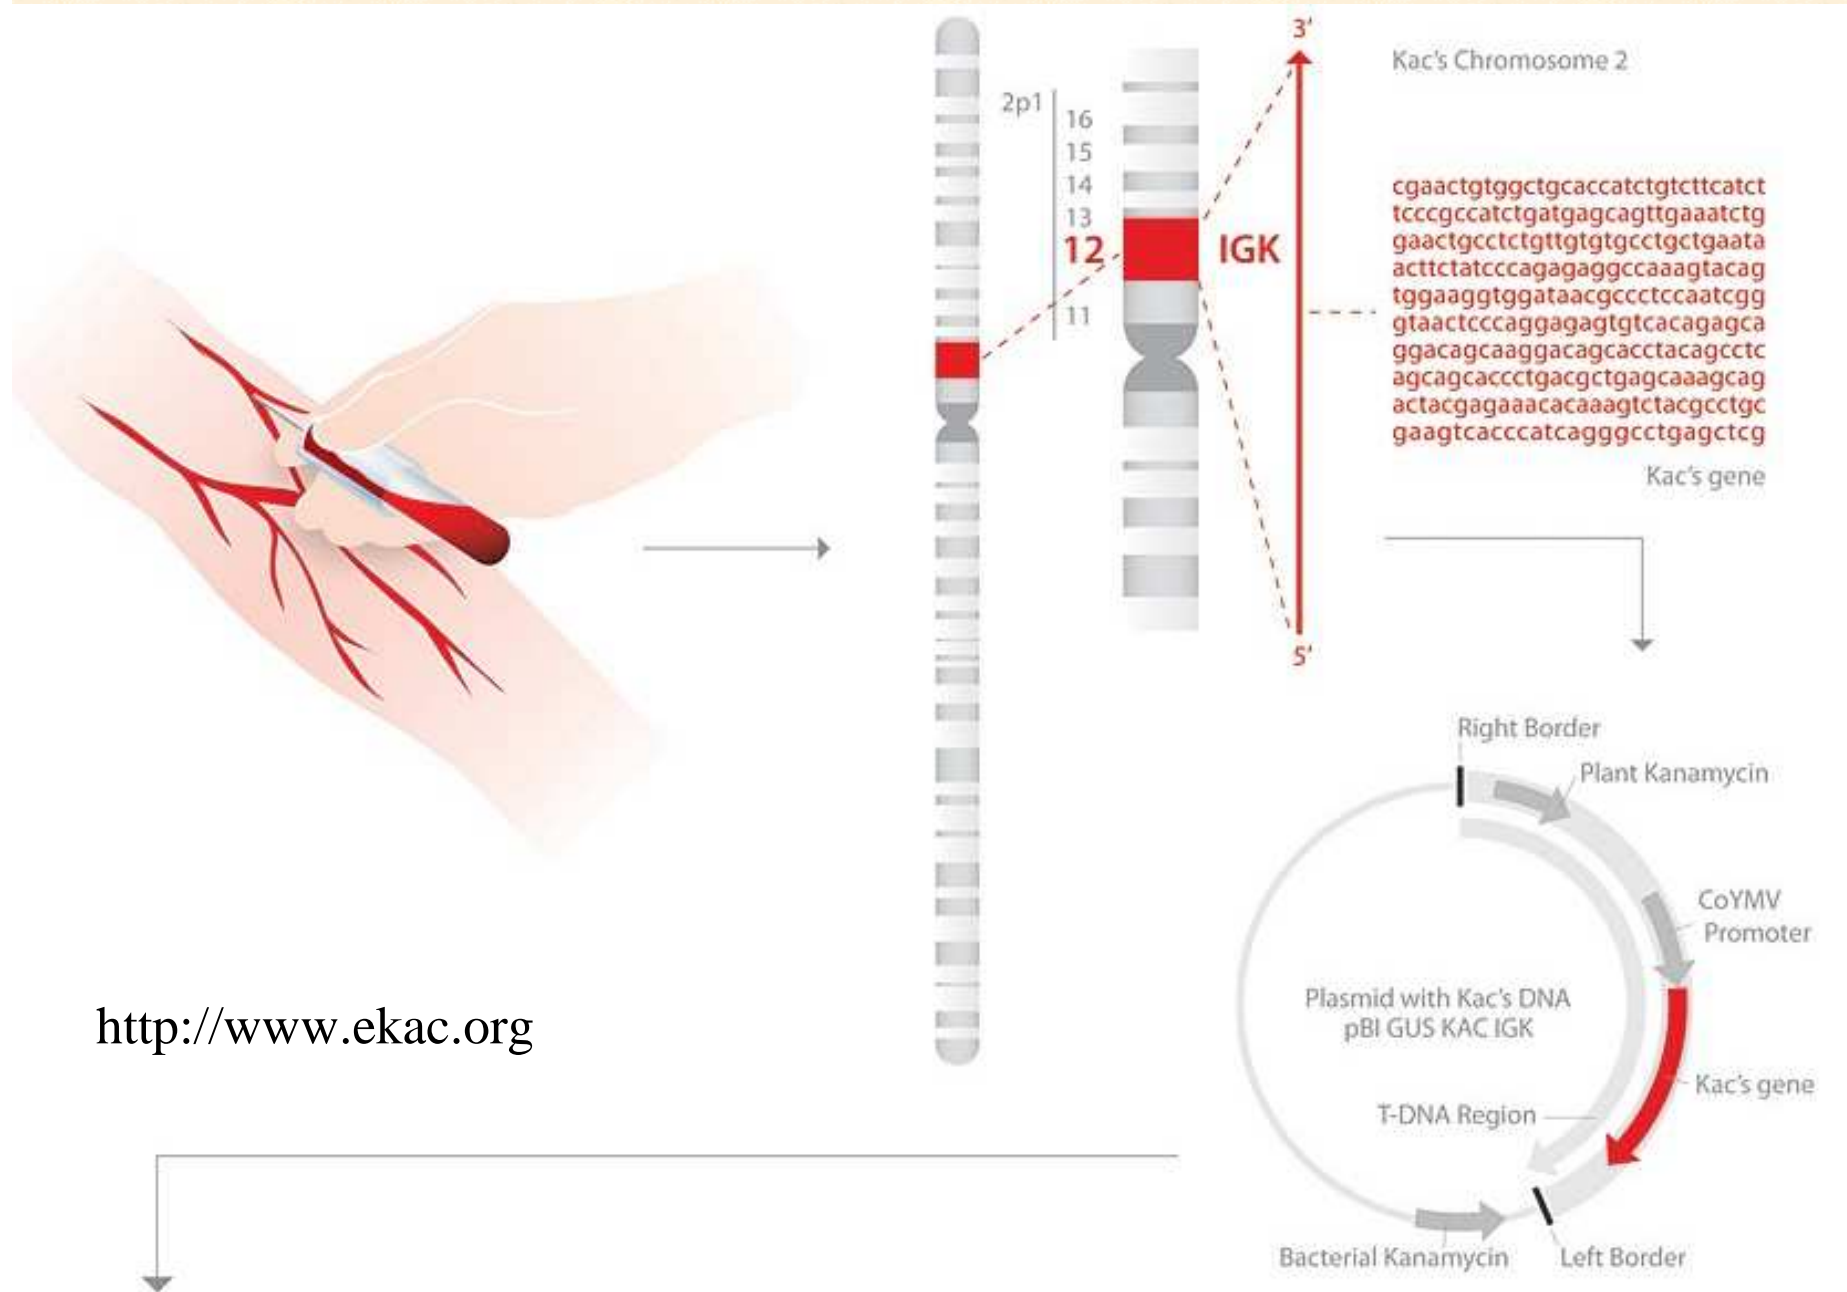 3'
Kac's Chromosome 2
2p1
16
15
14
13
12
11
IGK
5'
cgaactgtggctgcaccatctgtcttcatct
tcccgccatctgatgagcagttgaaatctg
gaactgcctctgttgtgtgcctgctgaata
acttctatcccagagaggccaaagtacag
tggaaggtggataacgccctccaatcgg
gtaactcccaggagagtgtcacagagca
ggacagcaaggacagcacctacagcctc
agcagcaccctgacgctgagcaaagcag
actacgagaaacacaaagtctacgcctgc
gaagtcacccatcagggcctgagctcg
Kac's gene
Right Border
Plant Kanamycin
CoYMV
Promoter
Plasmid with Kac's DNA
pBI GUS KAC IGK
Kac's gene
T-DNA Region
Bacterial Kanamycin
Left Border
http://www.ekac.org